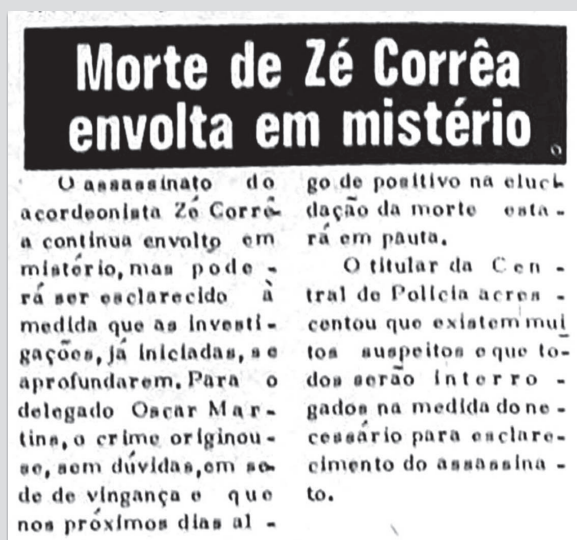 Morte de Zé Corrêa
envolta em mistério
O assassinato do
acordeonista Zé Corrê-
a continua envolto em
mistério, mas pode -
rá ser esclarecido à
medida que as investi-
gações, já iniciadas, se
aprofundarem. Para o
delegado Oscar Mar-
tins, o crime originou-
se, sem dúvidas, em se
de de vingança e que
nos próximos dias al -
go de positivo na eluci-
dação da morte esta -
rá em pauta.
O titular da Cen -
tral de Polícia acres -
centou que existem mui
tos suspeitos e que to-
dos serão interro -
gados na medida do ne -
cessário para esclare-
cimento do assassina -
to.